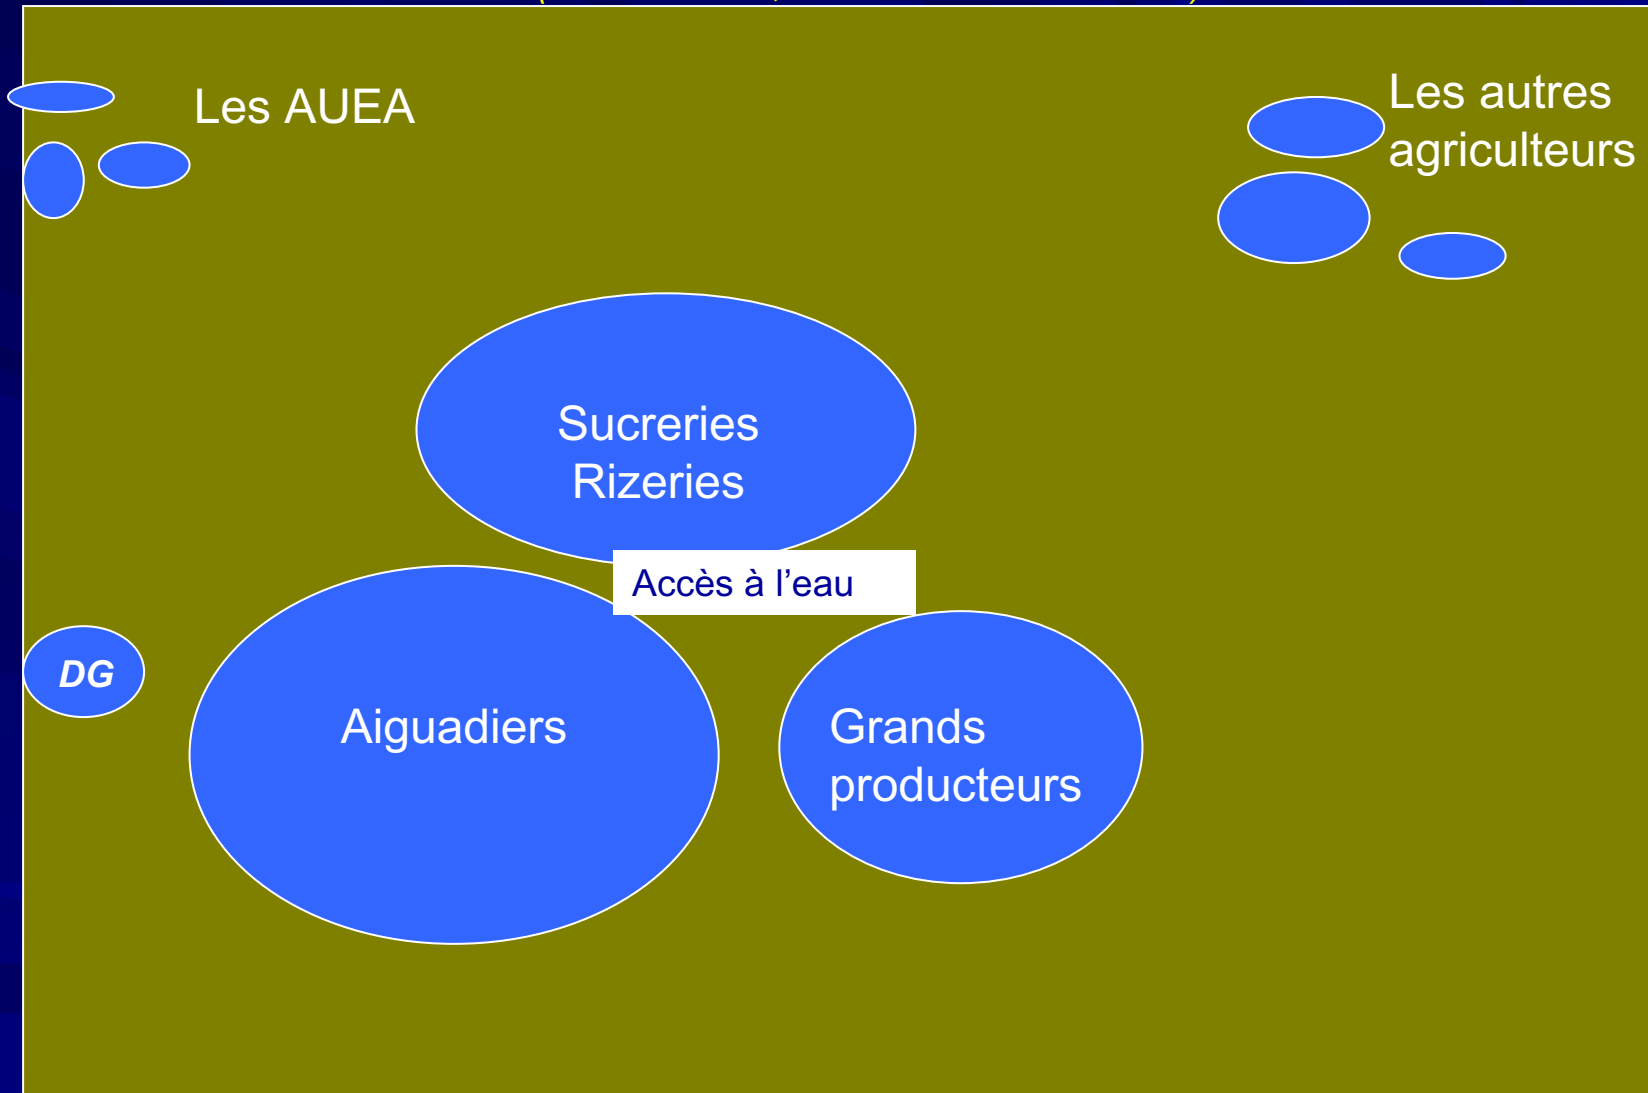 Les AUEA
Les autres
agriculteurs
Sucreries
Rizeries
Accès à l’eau
DG
Aiguadiers
Grands
producteurs